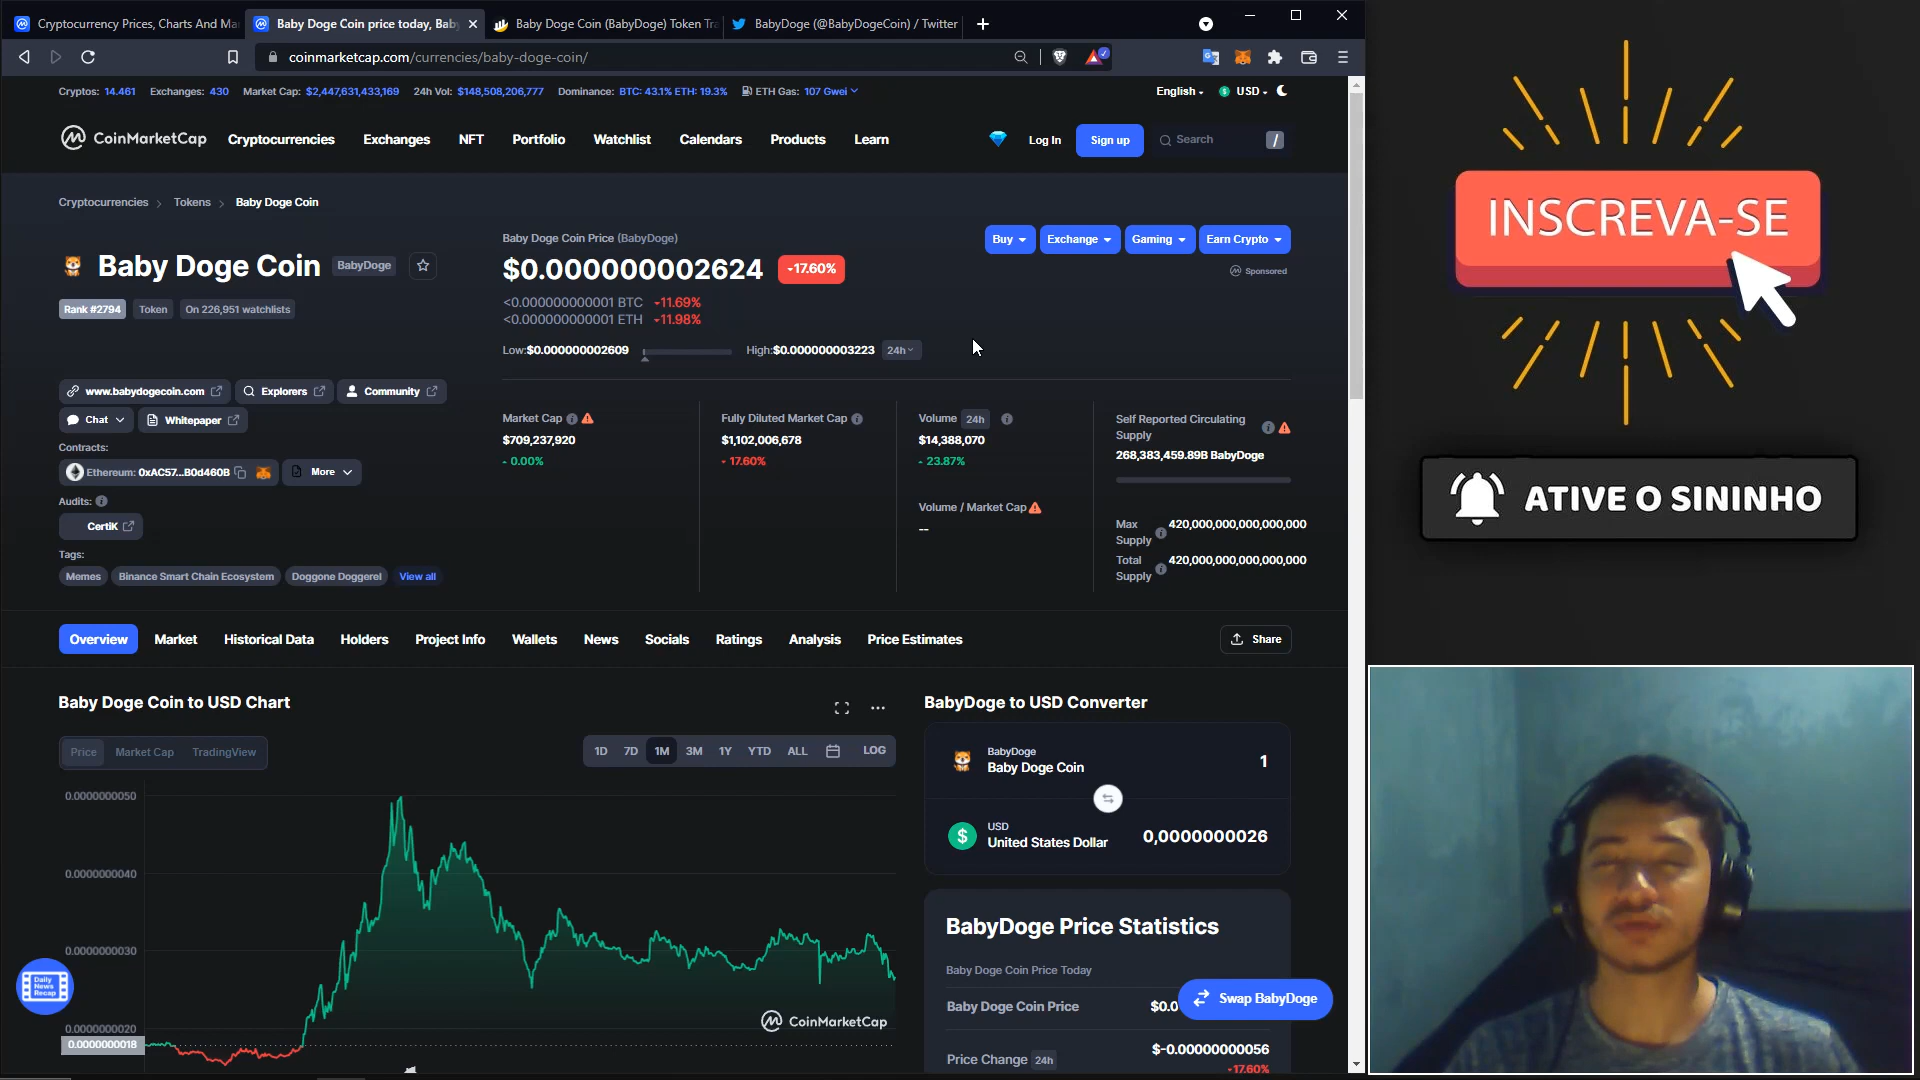 Cryptocurrency Prices, Charts And Ma
Baby Doge Coin price today, Bab
Baby Doge Coin (BabyDoge) Token Tra
BabyDoge (@BabyDogeCoin) / Twitter
coinmarketcap.com/currencies/baby-doge-coin/
Cryptos: 14.461 Exchanges: 430 Market Cap: $2,447,631,433,169 24h Vol: $148,508,206,777 Dominance: BTC: 43.1% ETH: 19.3% ETH Gas: 107 Gwei
English USD
CoinMarketCap Cryptocurrencies Exchanges NFT Portfolio Watchlist Calendars Products Learn Log In Sign up Search /
Cryptocurrencies Tokens Baby Doge Coin
Baby Doge Coin BabyDoge
Rank #2794 Token On 226,951 watchlists
Baby Doge Coin Price (BabyDoge)
$0.000000002624 17.60%
<0.000000000001 BTC 11.69%
<0.000000000001 ETH 11.98%
Low:$0.000000002609 High:$0.000000003223 24h
Buy Exchange Gaming Earn Crypto
Sponsored
www.babydogecoin.com Explorers Community
Chat Whitepaper
Contracts:
Ethereum: 0xAC57...B0d460B More
Audits:
CertiK
Tags:
Memes Binance Smart Chain Ecosystem Doggone Doggerel View all
Market Cap
$709,237,920
0.00%
Fully Diluted Market Cap
$1,102,006,678
17.60%
Volume 24h
$14,388,070
23.87%
Volume / Market Cap
--
Self Reported Circulating
Supply
268,383,459.89B BabyDoge
Max
Supply
420,000,000,000,000,000
Total
Supply
420,000,000,000,000,000
Overview Market Historical Data Holders Project Info Wallets News Socials Ratings Analysis Price Estimates Share
Baby Doge Coin to USD Chart
Price Market Cap TradingView
1D 7D 1M 3M 1Y YTD ALL LOG
0.0000000050
0.0000000040
0.0000000030
0.0000000020
0.0000000018
CoinMarketCap
Daily
News
Recap
BabyDoge to USD Converter
BabyDoge
Baby Doge Coin 1
USD
United States Dollar 0,0000000026
BabyDoge Price Statistics
Baby Doge Coin Price Today
Baby Doge Coin Price $0.0
Swap BabyDoge
Price Change 24h
$-0.00000000056
17.60%
INSCREVA-SE
ATIVE O SININHO